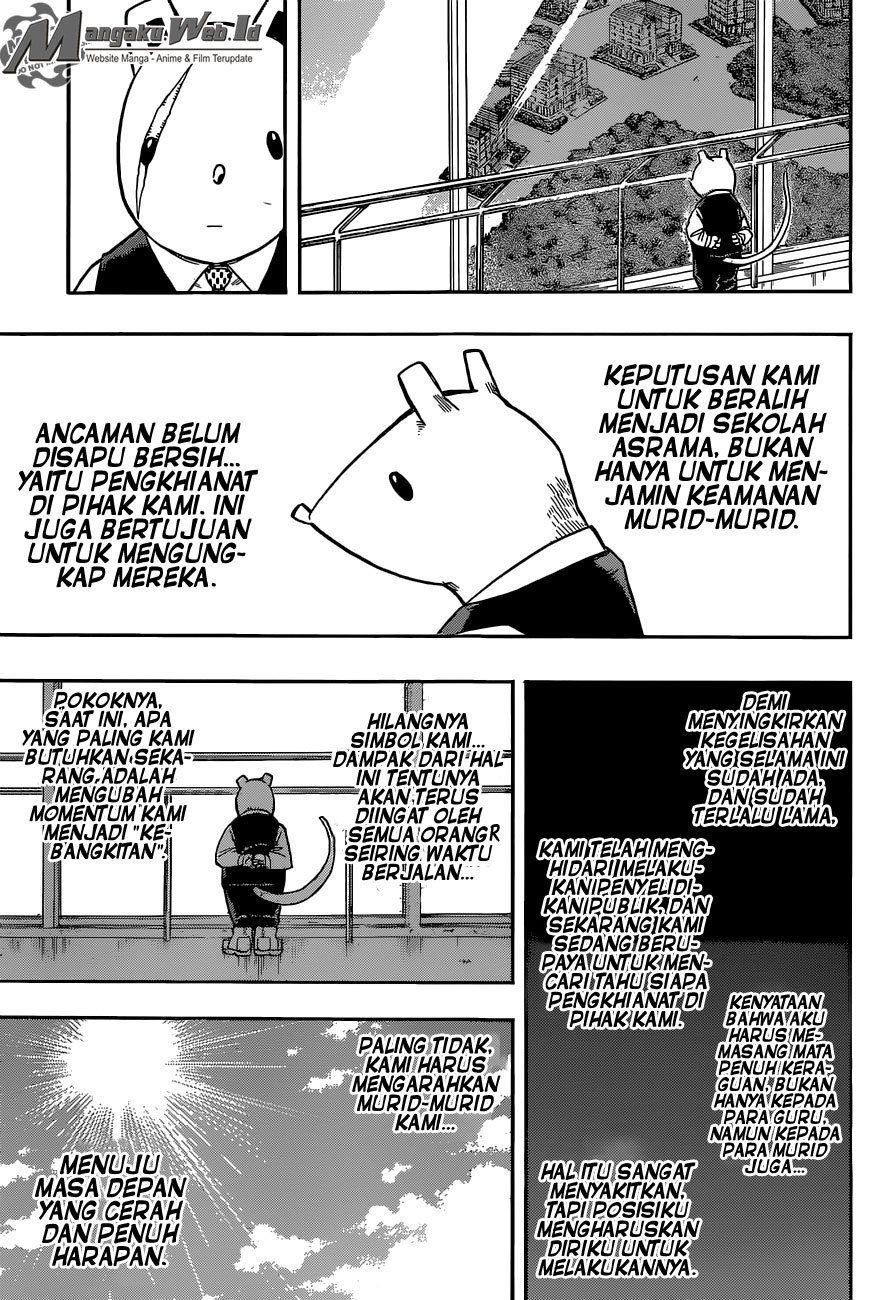 Mangaku.Web.Id
Website Manga - Anime & Film Terupdate
KEPUTUSAN KAMI
UNTUK BERALIH
MENJADI SEKOLAH
ASRAMA, BUKAN
HANYA UNTUK MEN-
JAMIN KEAMANAN
MURID-MURID.
ANCAMAN BELUM
DISAPU BERSIH...
YAITU PENGKHIANAT
DI PIHAK KAMI. INI
JUGA BERTUJUAN
UNTUK MENGUNG-
KAP MEREKA.
DEMI
MENYINGKIRKAN
KEGELISAHAN
YANG SELAMA INI
SUDAH ADA,
DAN SUDAH
TERLALU LAMA,
KAMI TELAH MENG-
HIDARI MELAKU-
KAN PENYELIDI-
KAN PUBLIK, DAN
SEKARANG KAMI
SEDANG BERU-
PAYA UNTUK MEN-
CARI TAHU SIAPA
PENGKHIANAT DI
PIHAK KAMI.
KENYATAAN
BAHWA AKU
HARUS ME-
MASANG MATA
PENUH KERA-
GUAN, BUKAN
HANYA KEPADA
PARA GURU,
NAMUN KEPADA
PARA MURID
JUGA...
HAL ITU SANGAT
MENYAKITKAN,
TAPI POSISIKU
MENGHARUSKAN
DIRIKU UNTUK
MELAKUKANNYA.
HILANGNYA
SIMBOL KAMI...
DAMPAK DARI HAL
INI TENTUNYA
AKAN TERUS
DIINGAT OLEH
SEMUA ORANGR
SEIRING WAKTU
BERJALAN...
POKOKNYA,
SAAT INI, APA
YANG PALING KAMI
BUTUHKAN SEKA-
RANG ADALAH
MENGUBAH
MOMENTUM KAMI
MENJADI "KE-
BANGKITAN".
PALING TIDAK,
KAMI HARUS
MENGARAHKAN
MURID-MURID
KAMI...
MENUJU
MASA DEPAN
YANG CERAH
DAN PENUH
HARAPAN.